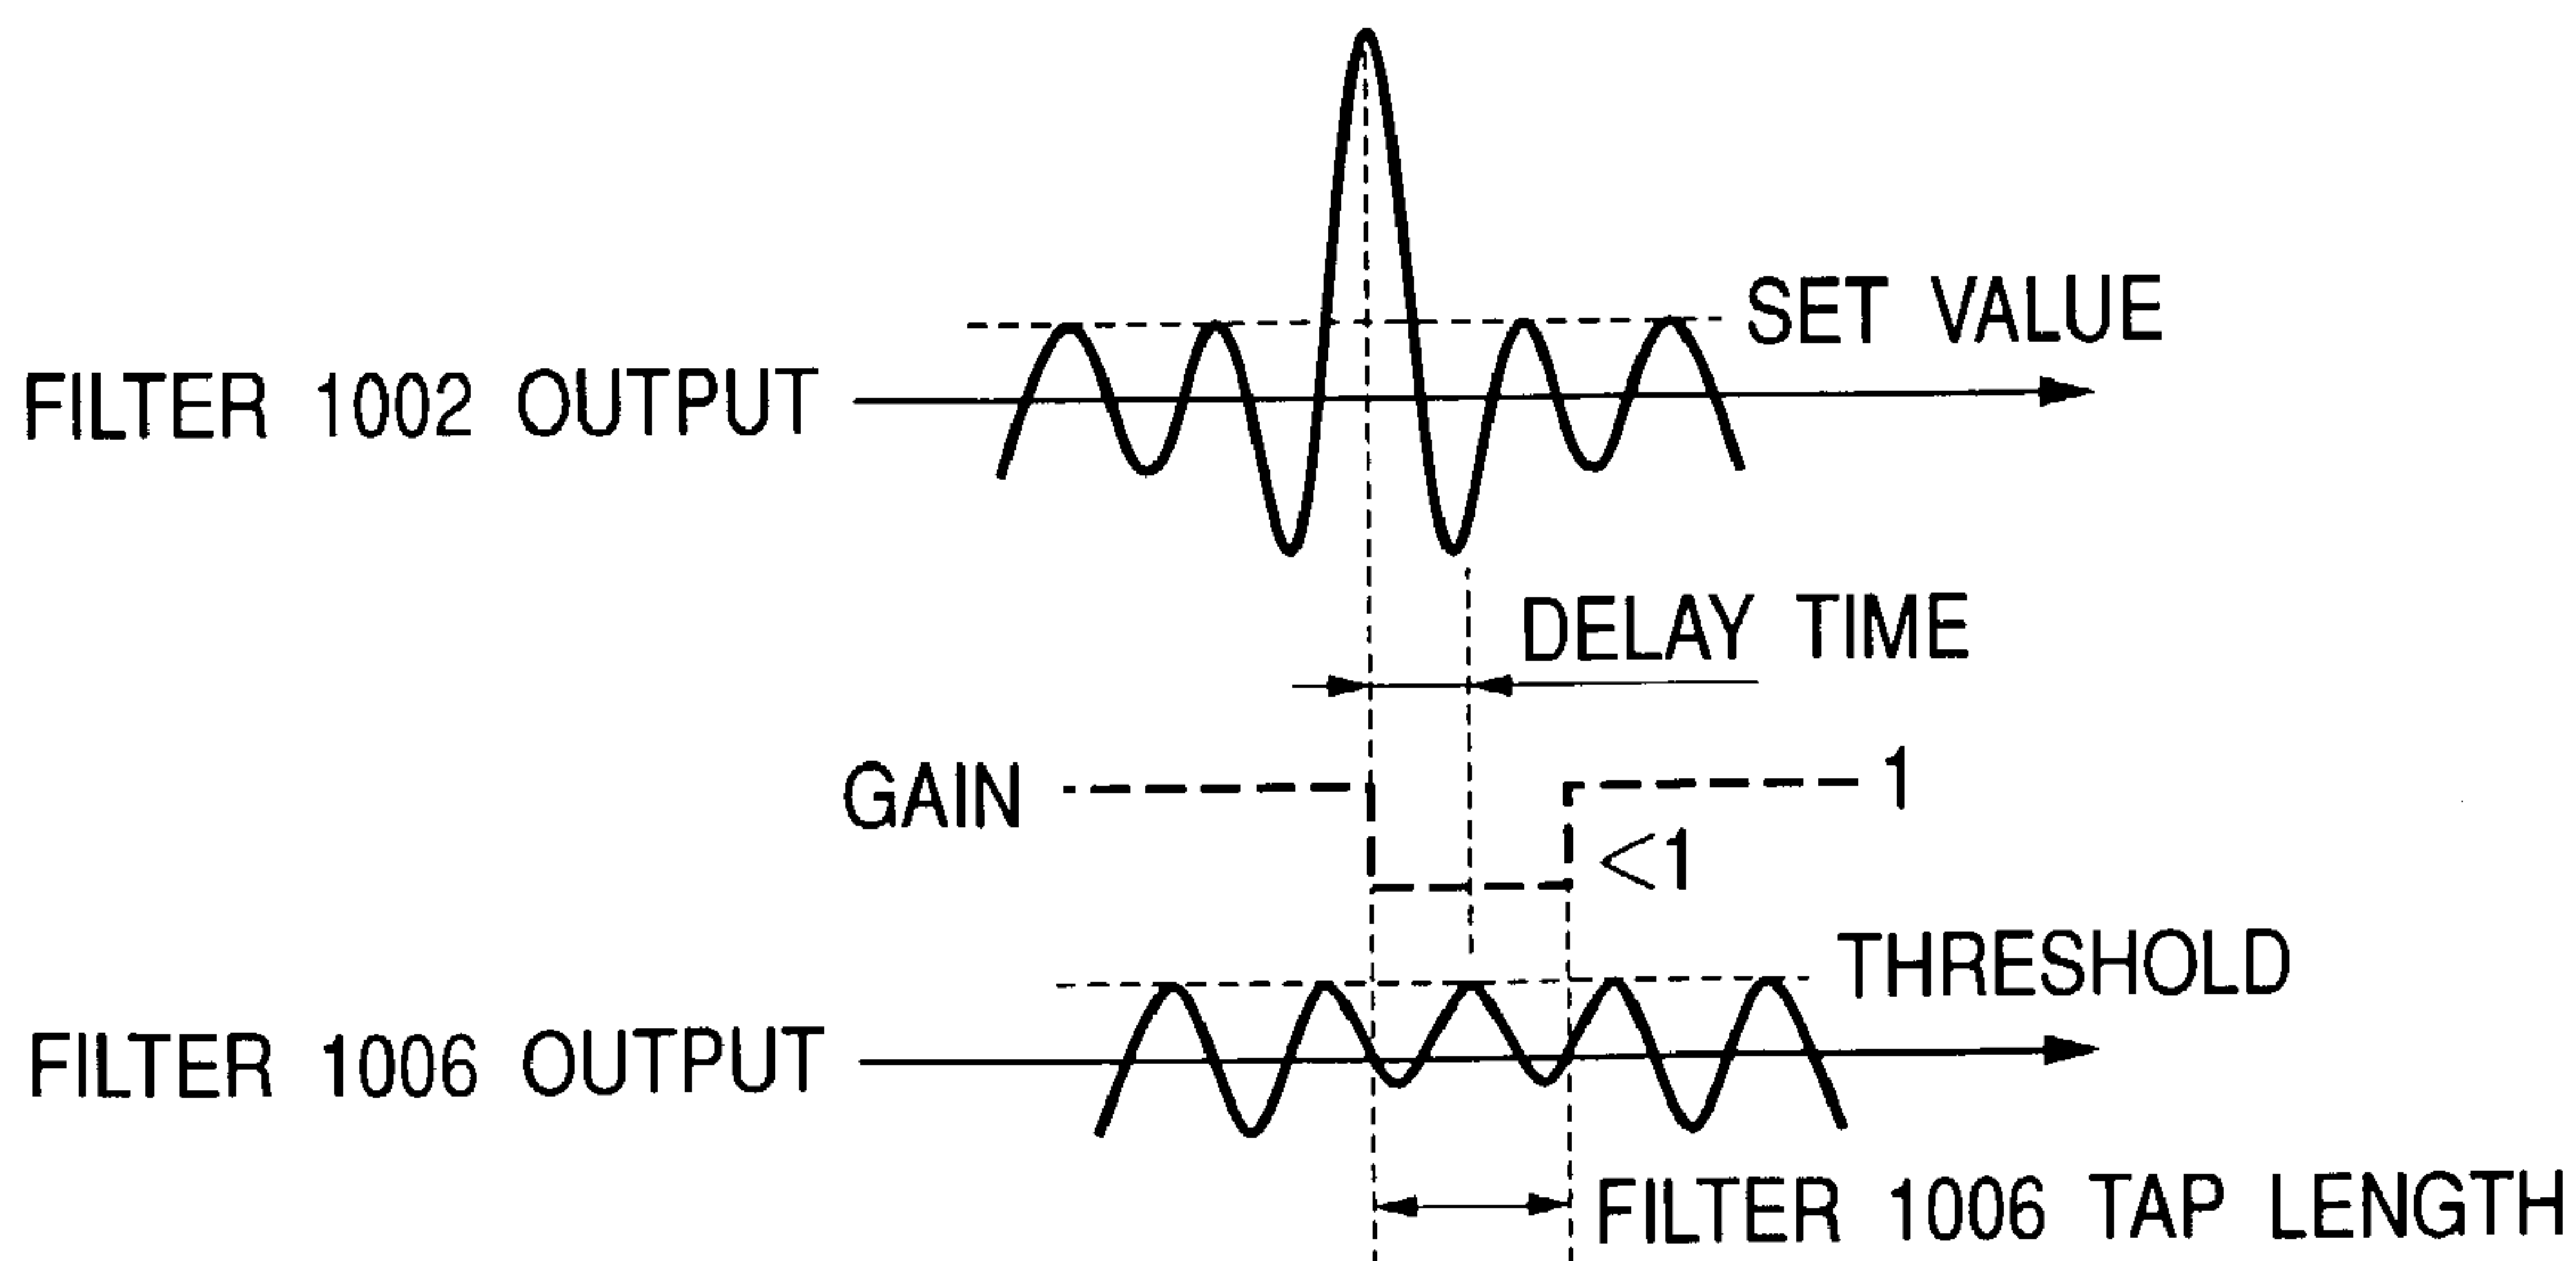 SET VALUE
FILTER 1002 OUTPUT
DELAY TIME
GAIN
1
<1
THRESHOLD
FILTER 1006 OUTPUT
FILTER 1006 TAP LENGTH